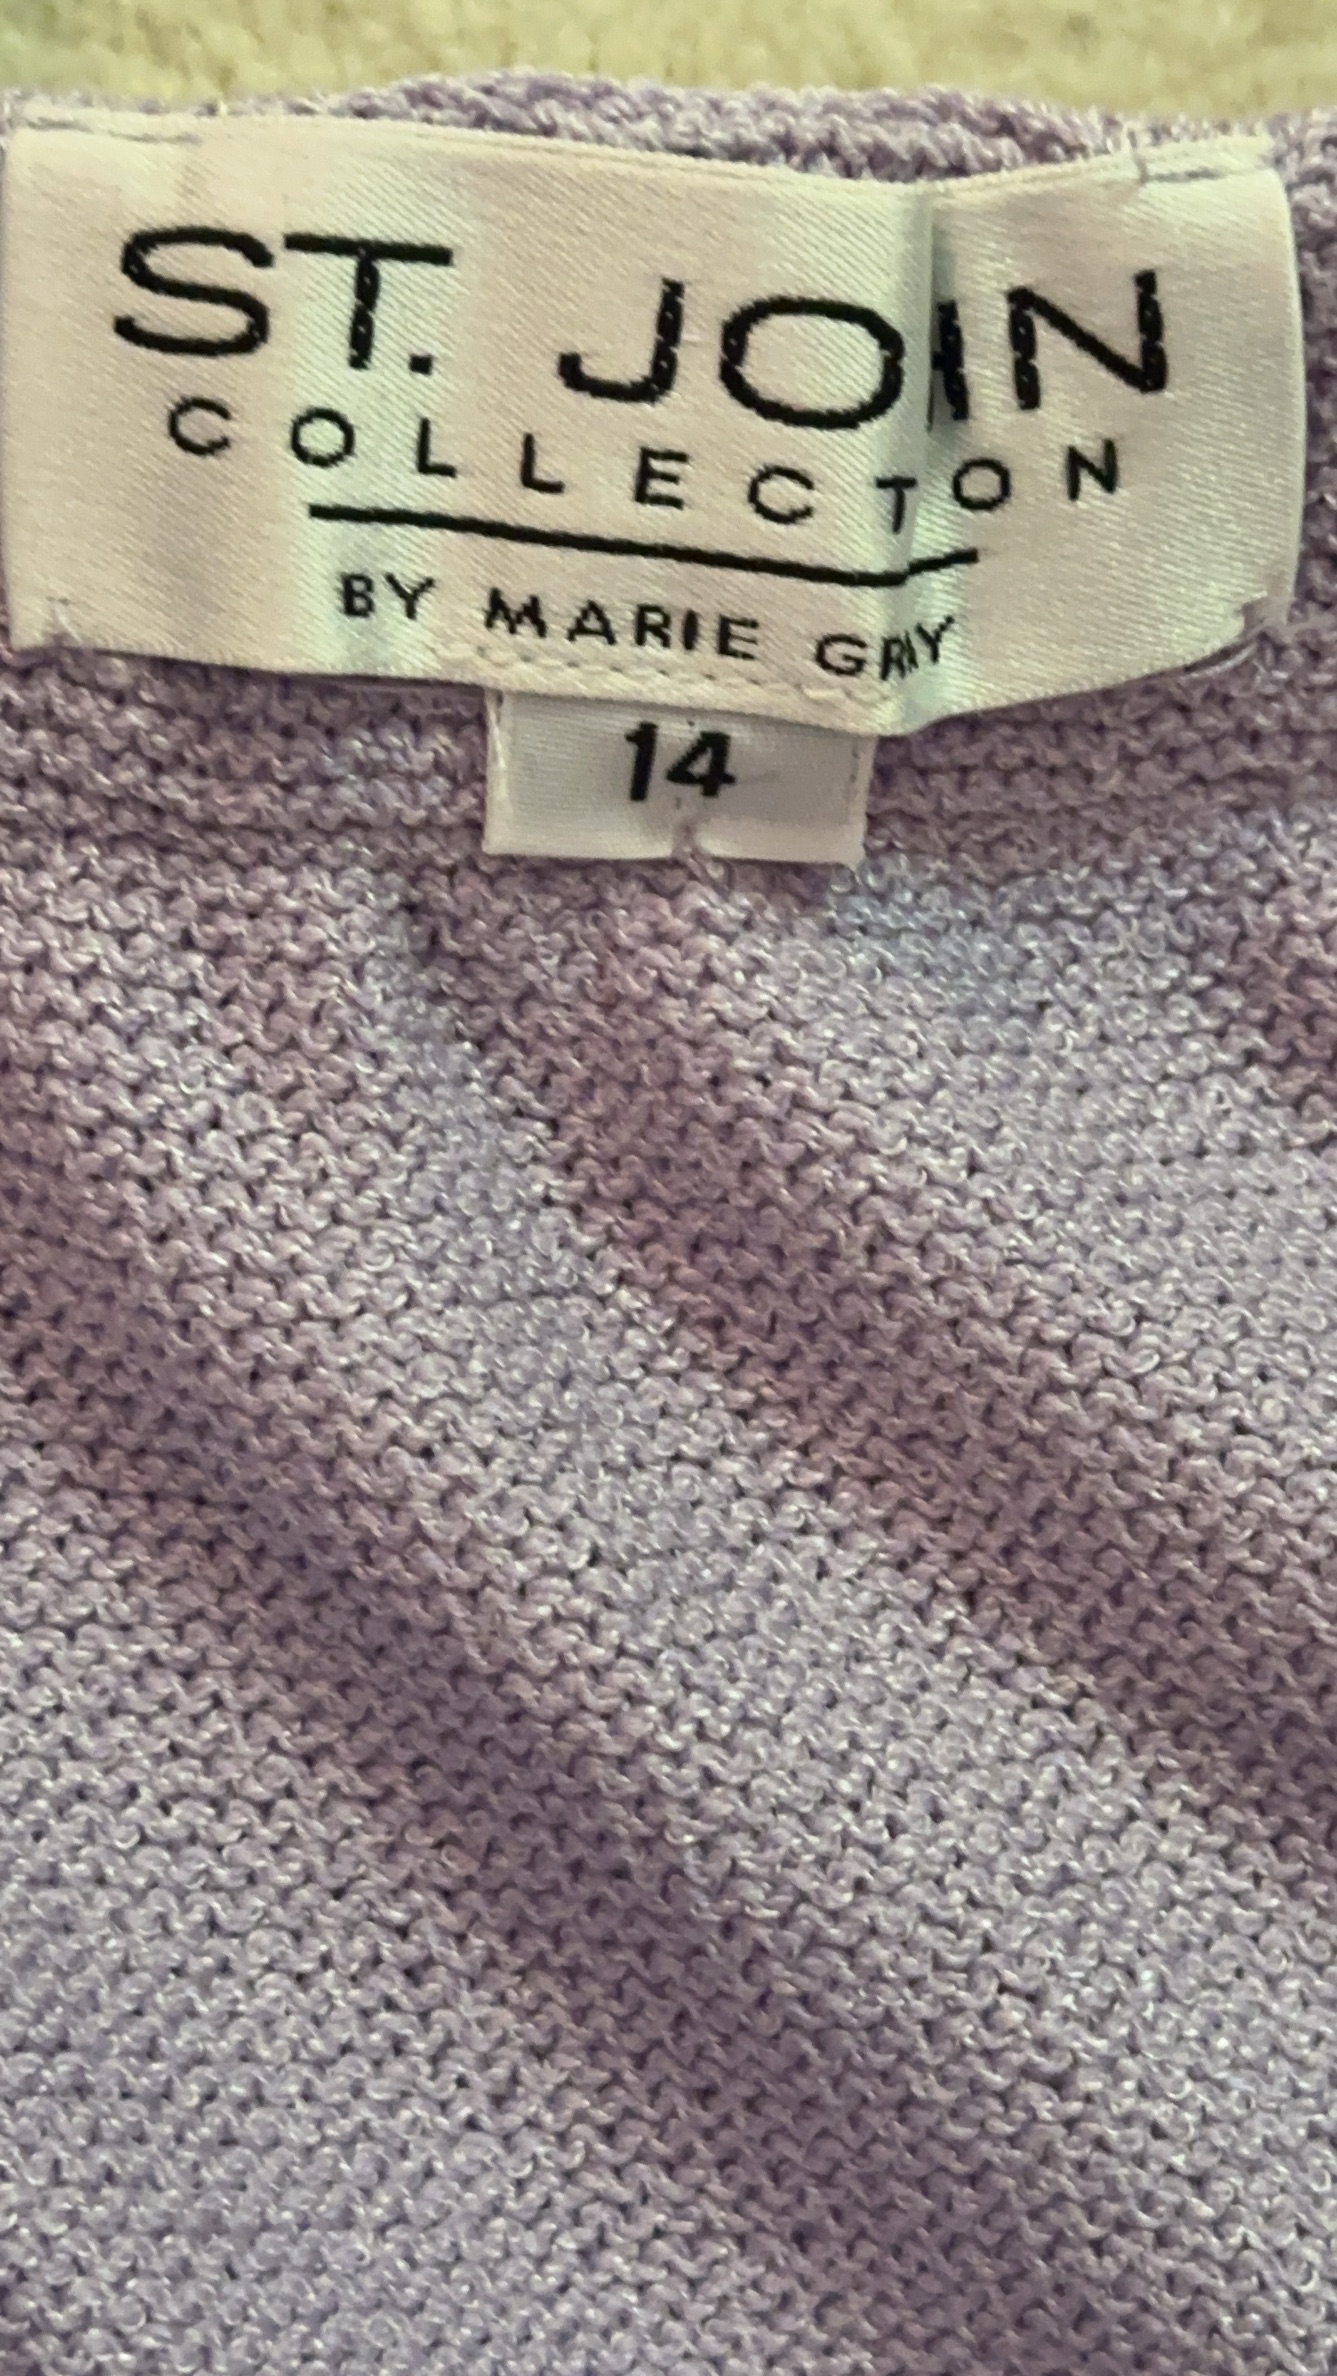 ST. JOHN
COLLECTION
BY MARIE GRAY
14